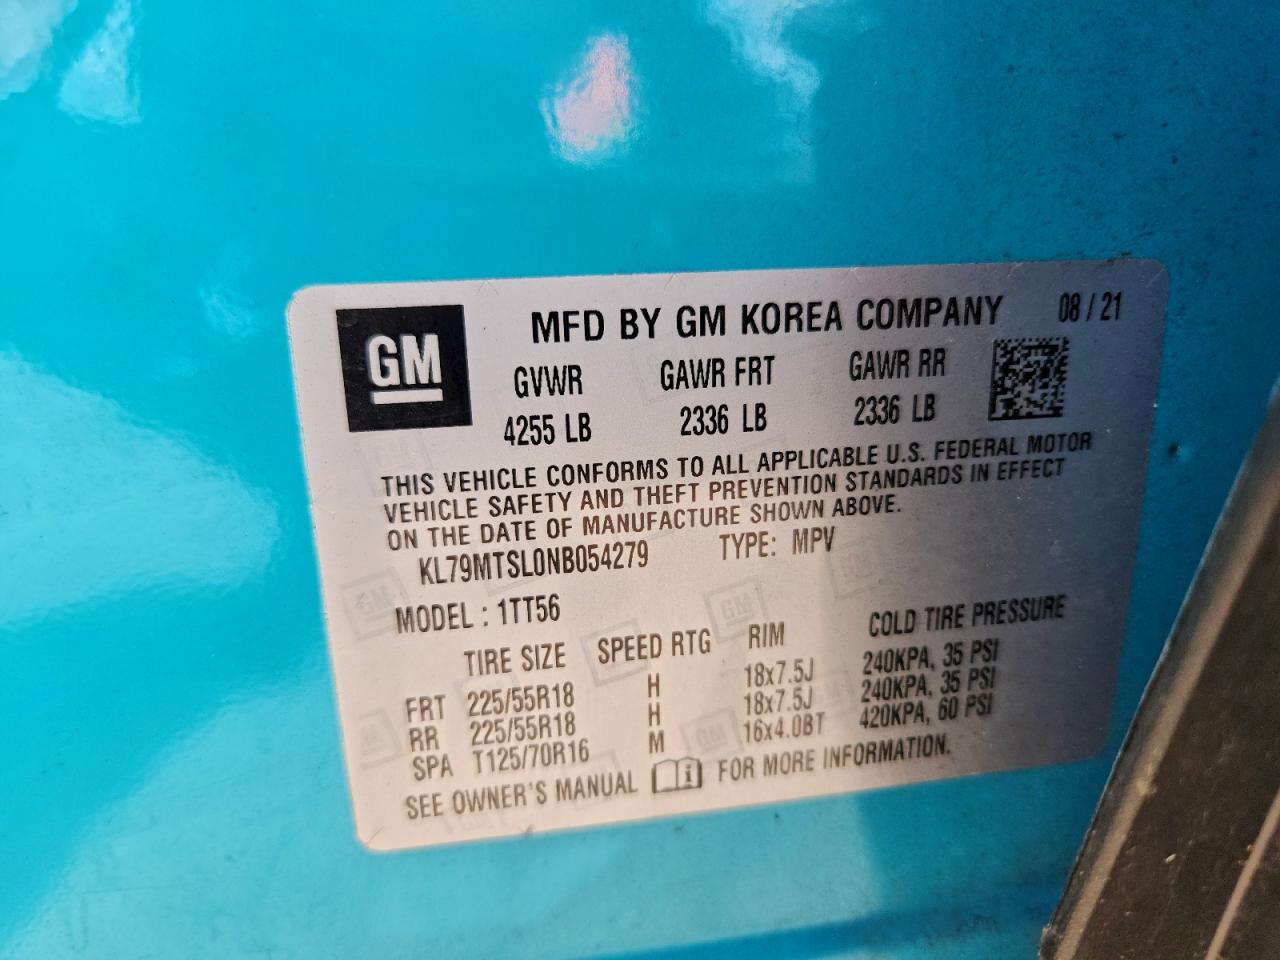 GM
MFD BY GM KOREA COMPANY 08 / 21
GVWR GAWR FRT GAWR RR
4255 LB 2336 LB 2336 LB
THIS VEHICLE CONFORMS TO ALL APPLICABLE U.S. FEDERAL MOTOR
VEHICLE SAFETY AND THEFT PREVENTION STANDARDS IN EFFECT
ON THE DATE OF MANUFACTURE SHOWN ABOVE.
KL79MTSL0NB054279 TYPE: MPV
MODEL : 1TT56
TIRE SIZE SPEED RTG RIM COLD TIRE PRESSURE
FRT 225/55R18 H 18x7.5J 240KPA, 35 PSI
RR 225/55R18 H 18x7.5J 240KPA, 35 PSI
SPA T125/70R16 M 16x4.0BT 420KPA, 60 PSI
SEE OWNER'S MANUAL FOR MORE INFORMATION.